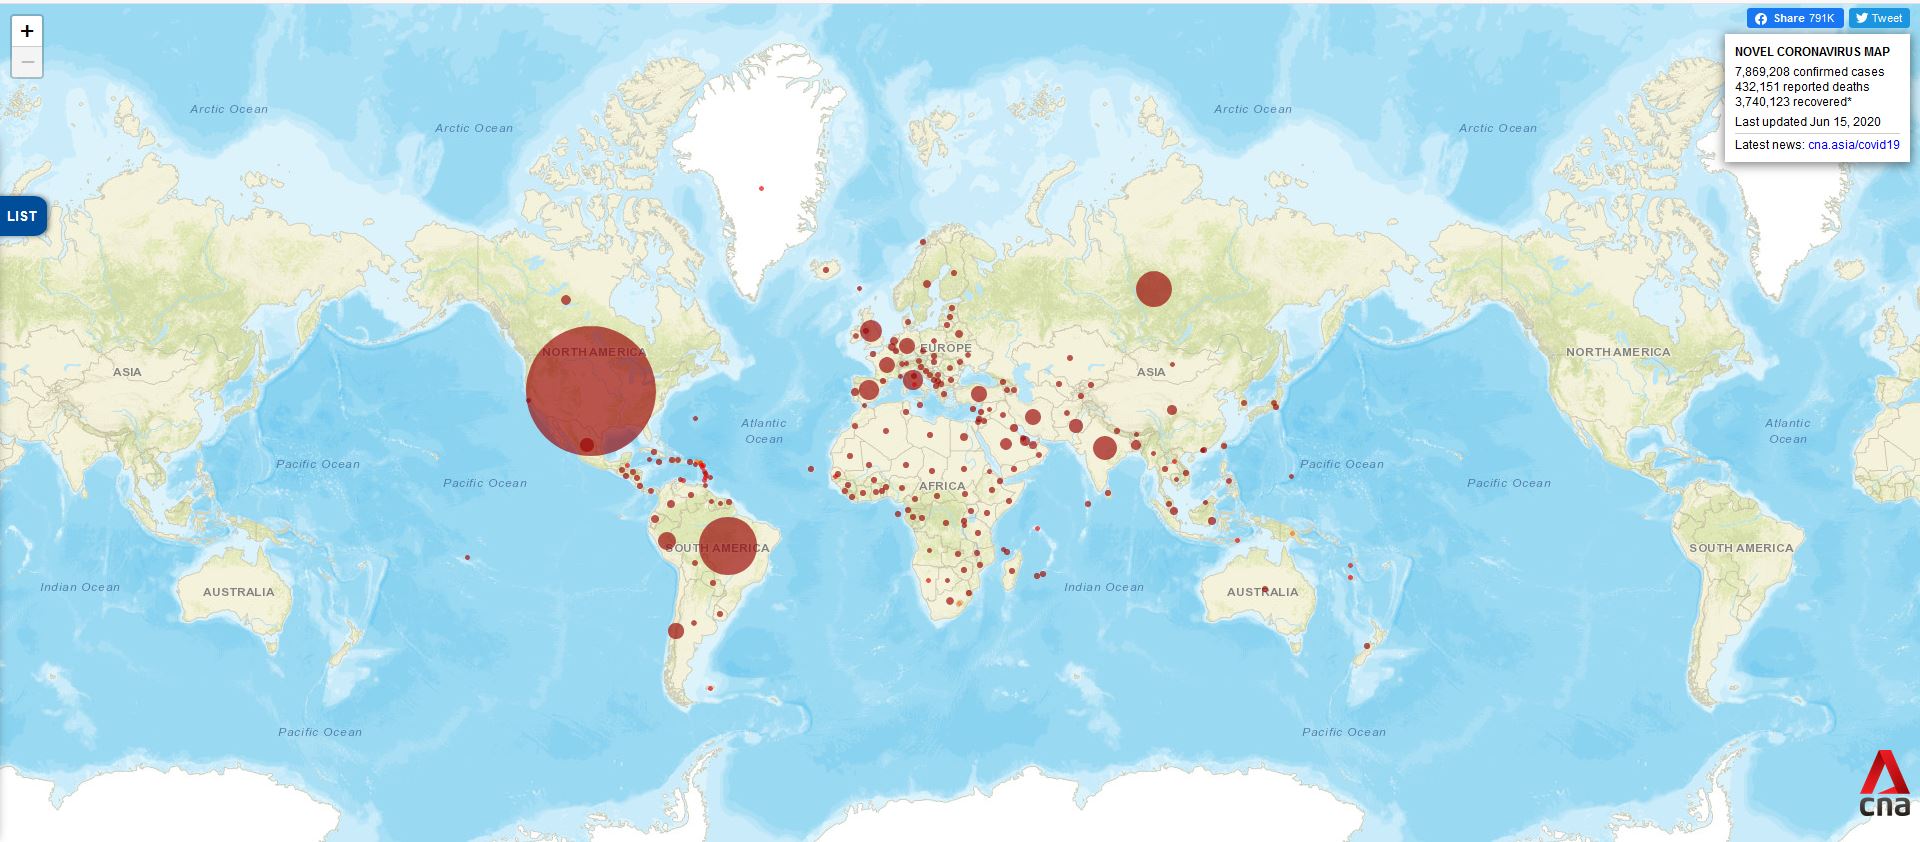 +
Share 791K
Tweet
−
NOVEL CORONAVIRUS MAP
7,869,208 confirmed cases
432,151 reported deaths
3,740,123 recovered*
Last updated Jun 15, 2020
Latest news: cna.asia/covid19
Arctic Ocean
Arctic Ocean
Arctic Ocean
Arctic Ocean
LIST
NORTH AMERICA
EUROPE
NORTH AMERICA
ASIA
ASIA
Atlantic
Ocean
Atlantic
Ocean
Pacific Ocean
Pacific Ocean
Pacific Ocean
Pacific Ocean
AFRICA
SOUTH AMERICA
SOUTH AMERICA
Indian Ocean
Indian Ocean
AUSTRALIA
AUSTRALIA
Pacific Ocean
Pacific Ocean
cna